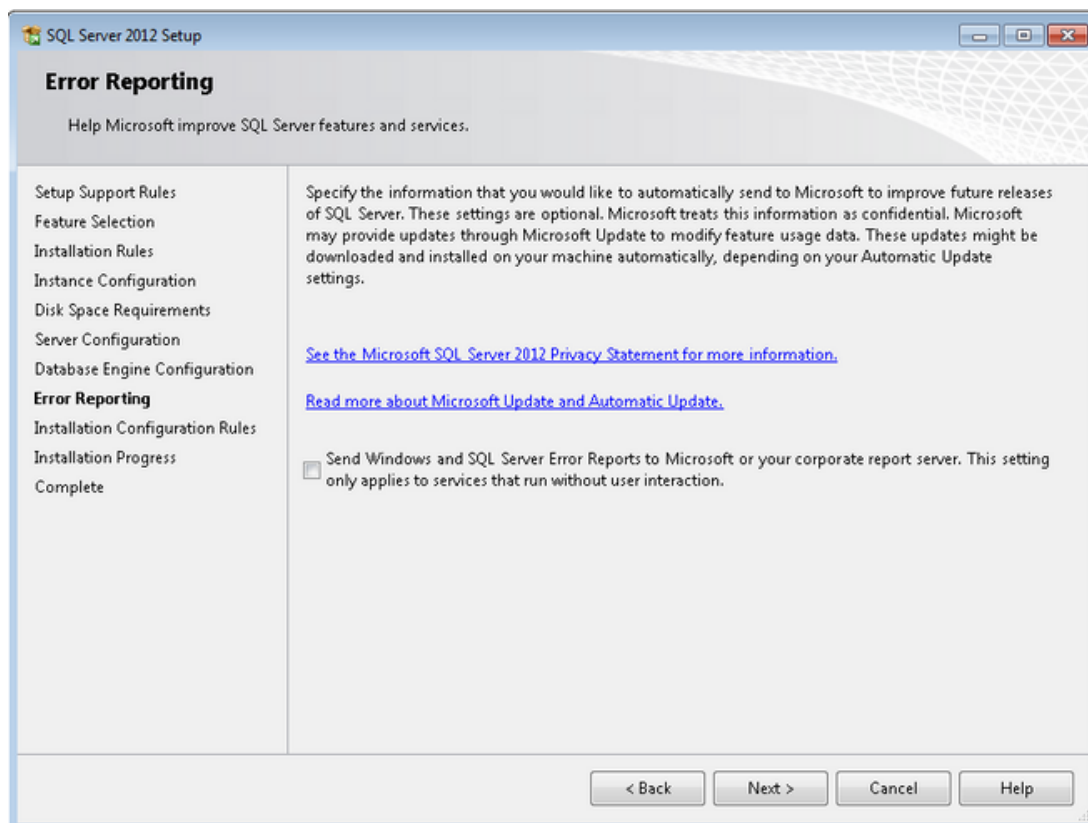 SQL Server 2012 Setup
Error Reporting
Help Microsoft improve SQL Server features and services.
Setup Support Rules
Feature Selection
Installation Rules
Instance Configuration
Disk Space Requirements
Server Configuration
Database Engine Configuration
Error Reporting
Installation Configuration Rules
Installation Progress
Complete
Specify the information that you would like to automatically send to Microsoft to improve future releases
of SQL Server. These settings are optional. Microsoft treats this information as confidential. Microsoft
may provide updates through Microsoft Update to modify feature usage data. These updates might be
downloaded and installed on your machine automatically, depending on your Automatic Update
settings.
See the Microsoft SQL Server 2012 Privacy Statement for more information.
Read more about Microsoft Update and Automatic Update.
Send Windows and SQL Server Error Reports to Microsoft or your corporate report server. This setting
only applies to services that run without user interaction.
< Back
Next >
Cancel
Help